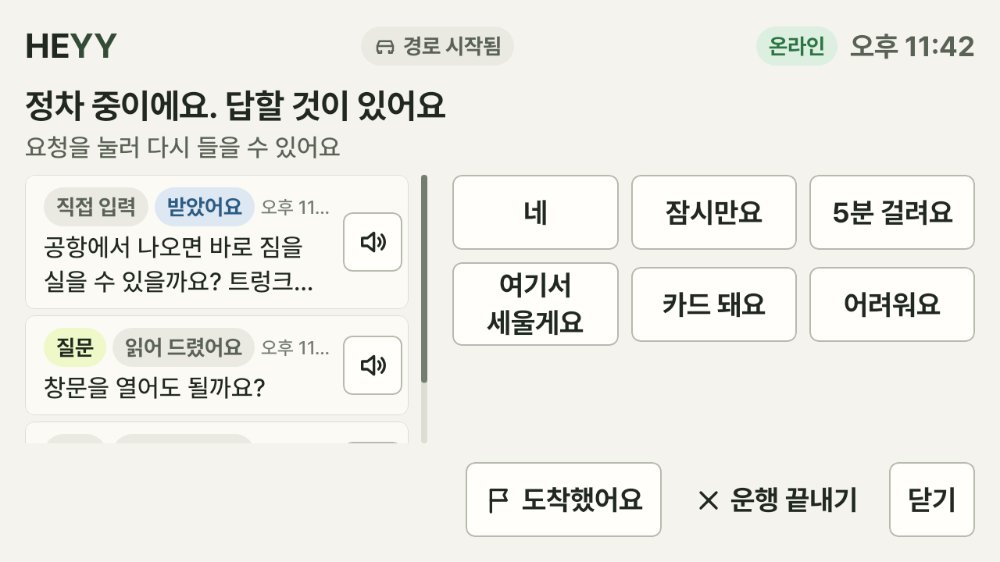 HEYY
경로 시작됨
온라인 오후 11:42
정차 중이에요. 답할 것이 있어요
요청을 눌러 다시 들을 수 있어요
직접 입력 받았어요 오후 11...
공항에서 나오면 바로 짐을
실을 수 있을까요? 트렁크...
질문 읽어 드렸어요 오후 11...
창문을 열어도 될까요?
네
잠시만요
5분 걸려요
여기서
세울게요
카드 돼요
어려워요
도착했어요
운행 끝내기
닫기